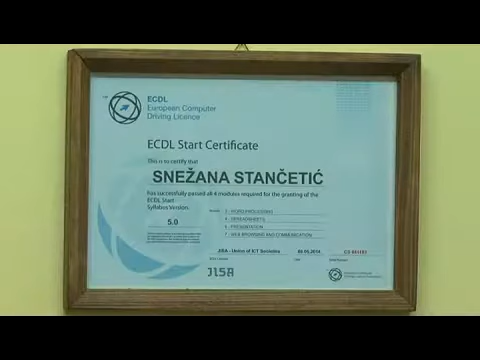 ECDL
European Computer
Driving Licence
ECDL Start Certificate
This is to certify that
SNEŽANA STANČETIĆ
has successfully passed all 4 modules required for the granting of the
ECDL Start
Syllabus Version:
5.0
3 - WORD PROCESSING
4 - SPREADSHEETS
6 - PRESENTATION
7 - WEB BROWSING AND COMMUNICATION
JISA - Union of ICT Societies
JISA